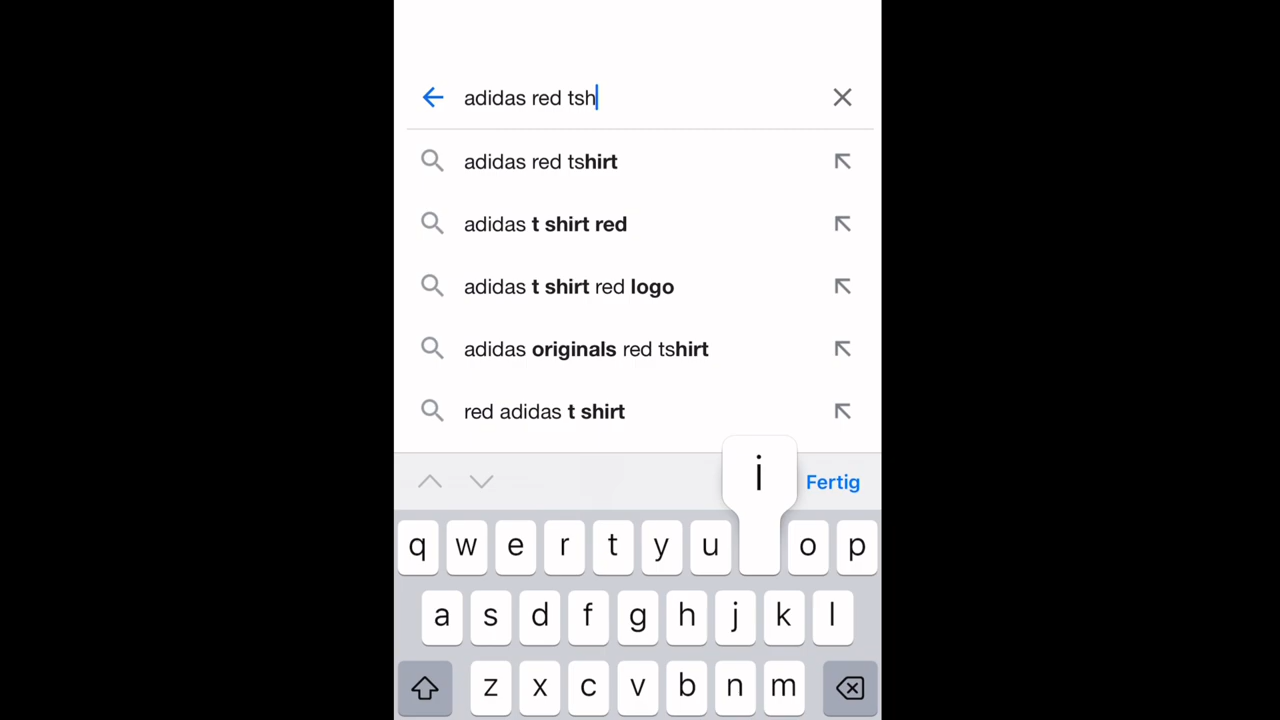 adidas red tsh
adidas red tshirt
adidas t shirt red
adidas t shirt red logo
adidas originals red tshirt
red adidas t shirt
Fertig
i
q w e r t y u o p
a s d f g h j k l
z x c v b n m